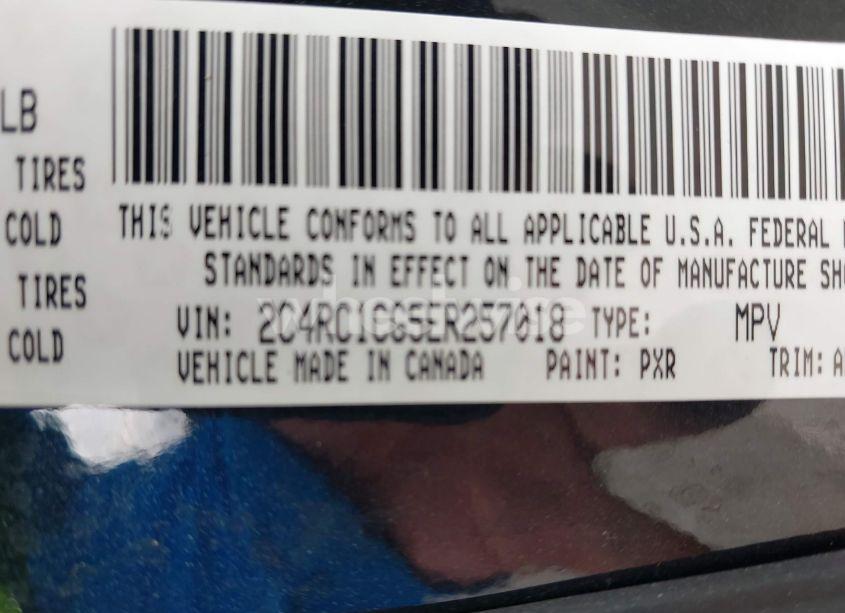 LB
TIRES
COLD
TIRES
COLD
THIS VEHICLE CONFORMS TO ALL APPLICABLE U.S.A. FEDERAL
STANDARDS IN EFFECT ON THE DATE OF MANUFACTURE SHO
VIN: 2C4RC1CG5ER257018 TYPE: MPV
VEHICLE MADE IN CANADA PAINT: PXR TRIM: A